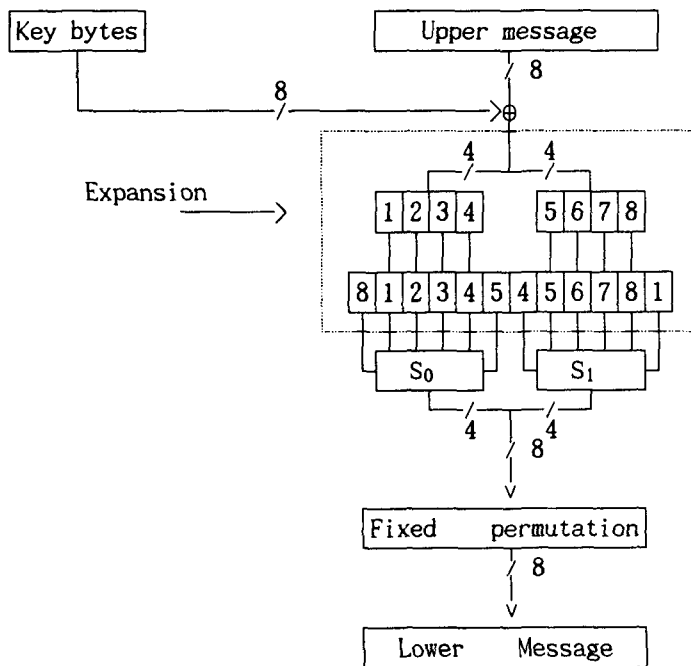 Key bytes Upper message
8
8
4 4
Expansion
1 2 3 4 5 6 7 8
8 1 2 3 4 5 4 5 6 7 8 1
S0 S1
4 4
8
Fixed permutation
8
Lower Message